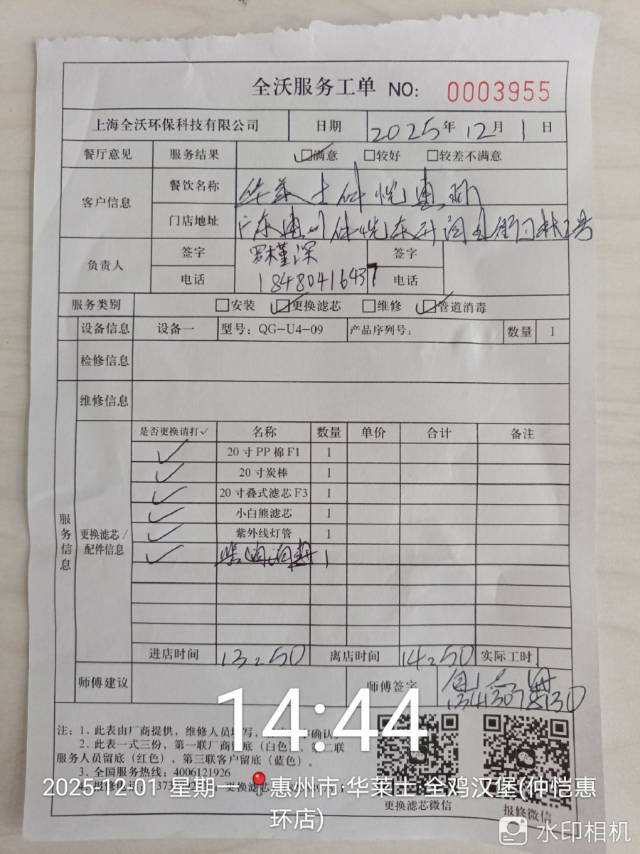 全沃服务工单 NO: 0003955
上海全沃环保科技有限公司 日期 2025年12月1日
餐厅意见 服务结果 ☑满意 □较好 □较差不满意
客户信息 餐饮名称 华莱士仲恺惠环
门店地址 广东惠州仲恺
负责人 签字 签字
电话 18480416437 电话
服务类别 □安装 ☑更换滤芯 □维修 ☑管道消毒
设备信息 设备一 型号: QG-U4-09 产品序列号: 数量 1
检修信息
维修信息
服务信息 更换滤芯/配件信息 是否更换请打✓ 名称 数量 单价 合计 备注
✓ 20寸PP棉F1 1
✓ 20寸炭棒 1
✓ 20寸叠式滤芯F3 1
✓ 小白熊滤芯 1
✓ 紫外线灯管 1
✓ 1
进店时间 13:50 离店时间 14:50 实际工时
师傅建议 师傅签字
14:44
注: 1、此表由厂商提供,维修人员填写,
2、此表一式三份,第一联厂商留底(白色
服务人员留底(红色),第三联客户留底(蓝色)。
3、全国服务热线: 4006121926
2025-12-01 星期一 惠州市·华莱士·全鸡汉堡(仲恺惠
环店)
更换滤芯微信 报修微信
水印相机